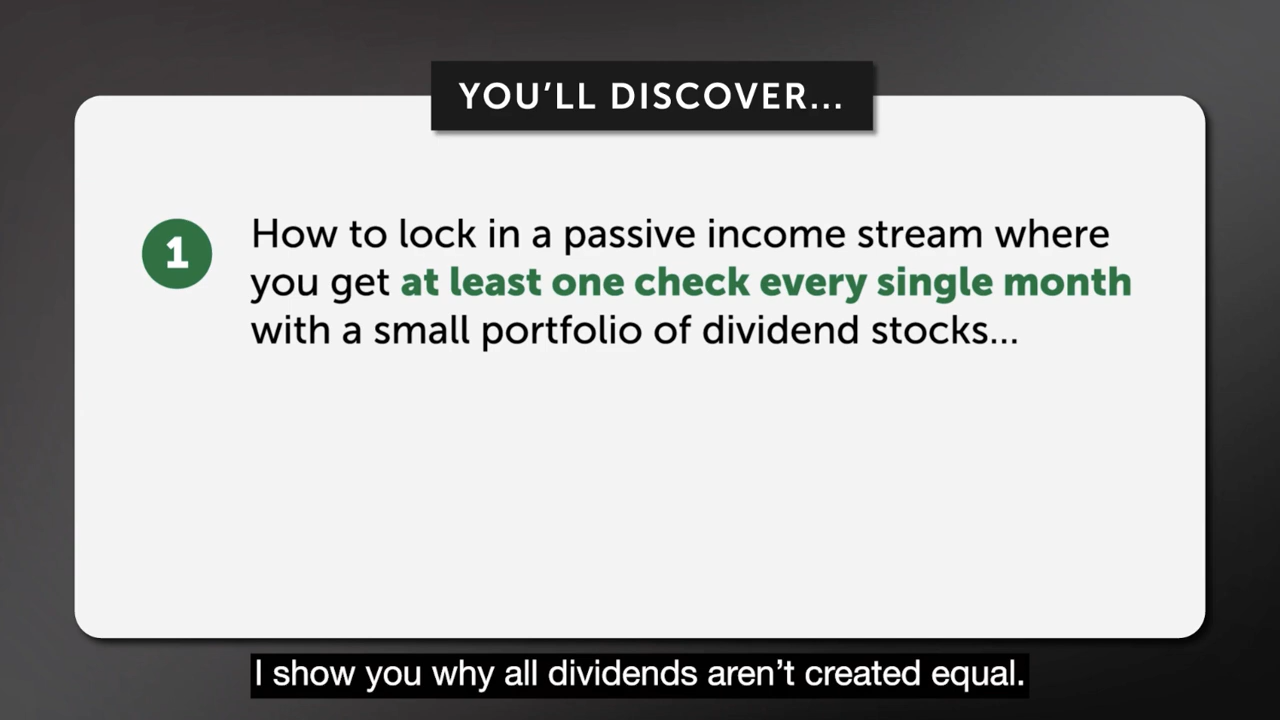 YOU’LL DISCOVER...
1
How to lock in a passive income stream where
you get at least one check every single month
with a small portfolio of dividend stocks...
I show you why all dividends aren’t created equal.